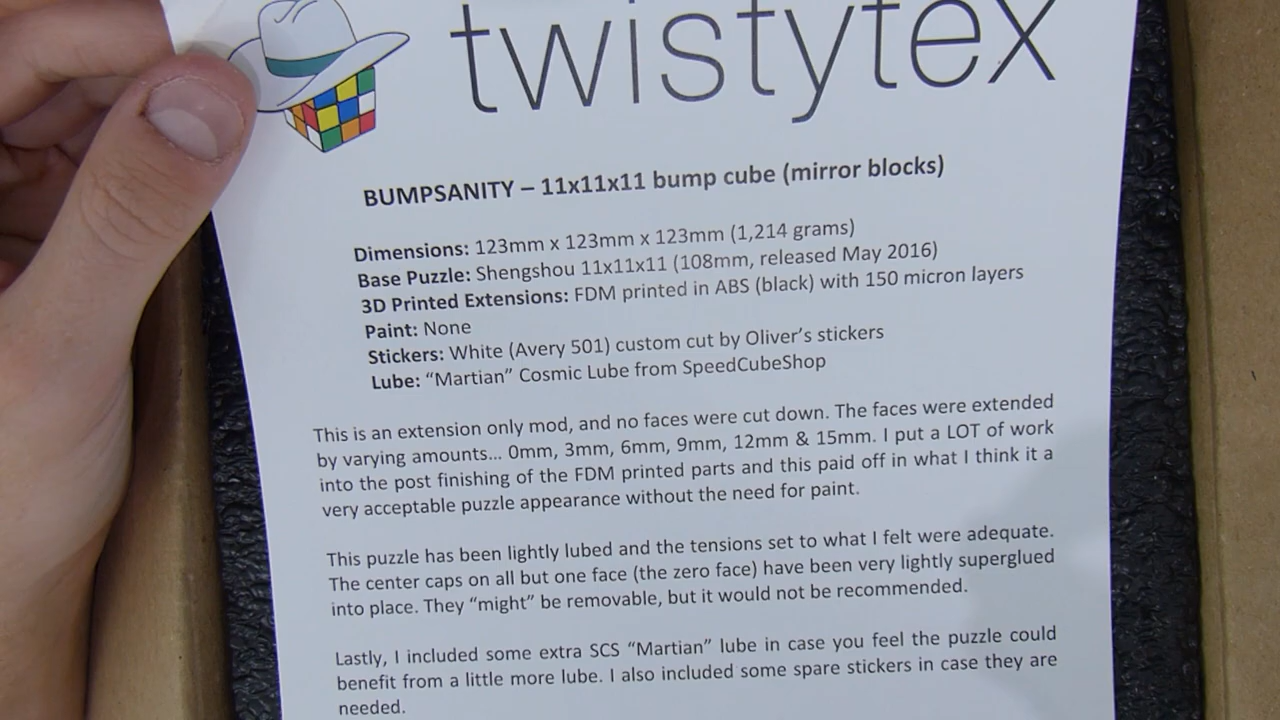 twistytex
BUMPSANITY – 11x11x11 bump cube (mirror blocks)
Dimensions: 123mm x 123mm x 123mm (1,214 grams)
Base Puzzle: Shengshou 11x11x11 (108mm, released May 2016)
3D Printed Extensions: FDM printed in ABS (black) with 150 micron layers
Paint: None
Stickers: White (Avery 501) custom cut by Oliver's stickers
Lube: “Martian” Cosmic Lube from SpeedCubeShop
This is an extension only mod, and no faces were cut down. The faces were extended
by varying amounts... 0mm, 3mm, 6mm, 9mm, 12mm & 15mm. I put a LOT of work
into the post finishing of the FDM printed parts and this paid off in what I think it a
very acceptable puzzle appearance without the need for paint.
This puzzle has been lightly lubed and the tensions set to what I felt were adequate.
The center caps on all but one face (the zero face) have been very lightly superglued
into place. They “might” be removable, but it would not be recommended.
Lastly, I included some extra SCS “Martian” lube in case you feel the puzzle could
benefit from a little more lube. I also included some spare stickers in case they are
needed.